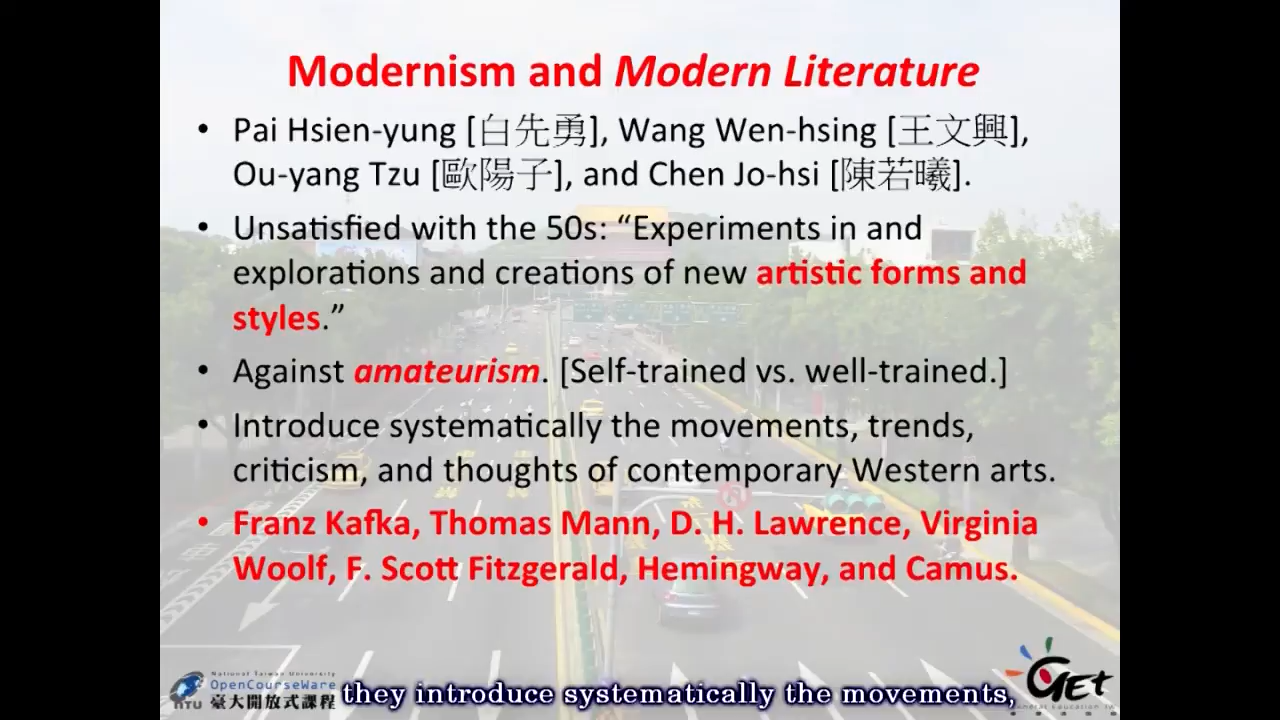 Modernism and Modern Literature
• Pai Hsien-yung [白先勇], Wang Wen-hsing [王文興],
Ou-yang Tzu [歐陽子], and Chen Jo-hsi [陳若曦].
• Unsatisfied with the 50s: “Experiments in and
explorations and creations of new artistic forms and
styles.”
• Against amateurism. [Self-trained vs. well-trained.]
• Introduce systematically the movements, trends,
criticism, and thoughts of contemporary Western arts.
• Franz Kafka, Thomas Mann, D. H. Lawrence, Virginia
Woolf, F. Scott Fitzgerald, Hemingway, and Camus.
National Taiwan University
OpenCourseWare
NTU 臺大開放式課程
they introduce systematically the movements,
GET